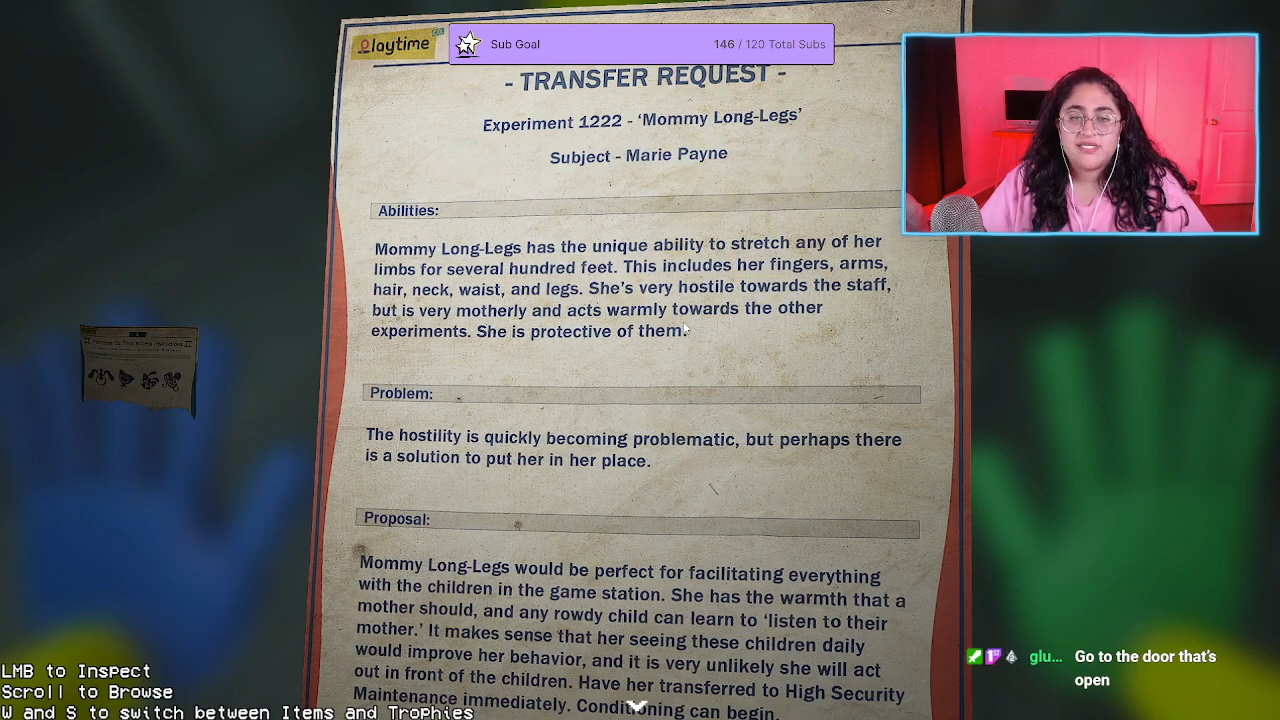 Playtime CO.
Sub Goal
146 / 120 Total Subs
- TRANSFER REQUEST -
Experiment 1222 - ‘Mommy Long-Legs’
Subject - Marie Payne
Abilities:
Mommy Long-Legs has the unique ability to stretch any of her
limbs for several hundred feet. This includes her fingers, arms,
hair, neck, waist, and legs. She’s very hostile towards the staff,
but is very motherly and acts warmly towards the other
experiments. She is protective of them.
Problem:
The hostility is quickly becoming problematic, but perhaps there
is a solution to put her in her place.
Proposal:
Mommy Long-Legs would be perfect for facilitating everything
with the children in the game station. She has the warmth that a
mother should, and any rowdy child can learn to ‘listen to their
mother.’ It makes sense that her seeing these children daily
would improve her behavior, and it is very unlikely she will act
out in front of the children. Have her transferred to High Security
Maintenance immediately. Conditioning can begin.
glu... Go to the door that’s
open
LMB to Inspect
Scroll to Browse
W and S to switch between Items and Trophies